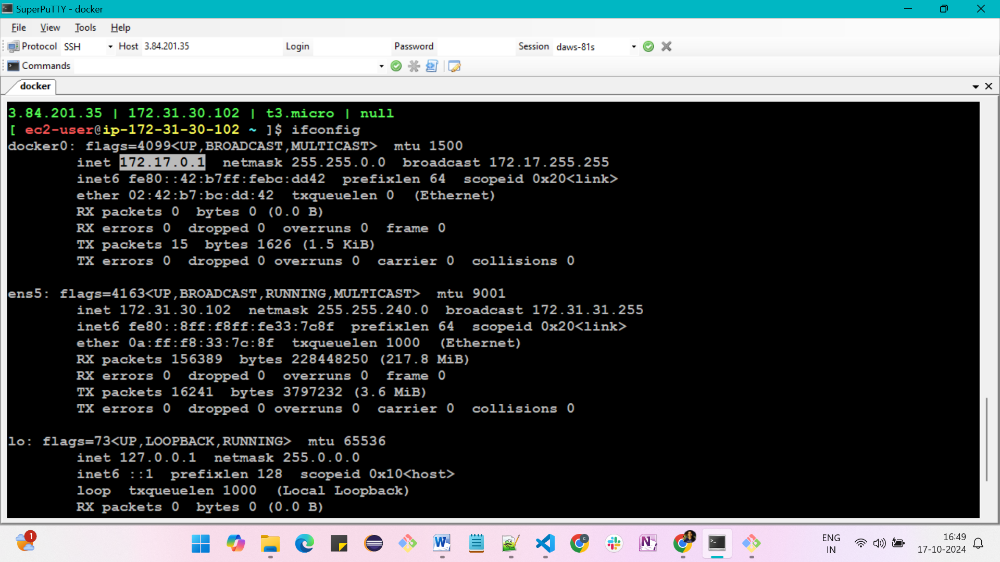 SuperPuTTY - docker
File View Tools Help
Protocol SSH Host 3.84.201.35 Login Password Session daws-81s
Commands
docker
3.84.201.35 | 172.31.30.102 | t3.micro | null
[ ec2-user@ip-172-31-30-102 ~ ]$ ifconfig
docker0: flags=4099<UP,BROADCAST,MULTICAST>  mtu 1500
        inet 172.17.0.1  netmask 255.255.0.0  broadcast 172.17.255.255
        inet6 fe80::42:b7ff:febc:dd42  prefixlen 64  scopeid 0x20<link>
        ether 02:42:b7:bc:dd:42  txqueuelen 0  (Ethernet)
        RX packets 0  bytes 0 (0.0 B)
        RX errors 0  dropped 0  overruns 0  frame 0
        TX packets 15  bytes 1626 (1.5 KiB)
        TX errors 0  dropped 0 overruns 0  carrier 0  collisions 0
ens5: flags=4163<UP,BROADCAST,RUNNING,MULTICAST>  mtu 9001
        inet 172.31.30.102  netmask 255.255.240.0  broadcast 172.31.31.255
        inet6 fe80::8ff:f8ff:fe33:7c8f  prefixlen 64  scopeid 0x20<link>
        ether 0a:ff:f8:33:7c:8f  txqueuelen 1000  (Ethernet)
        RX packets 156389  bytes 228448250 (217.8 MiB)
        RX errors 0  dropped 0  overruns 0  frame 0
        TX packets 16241  bytes 3797232 (3.6 MiB)
        TX errors 0  dropped 0 overruns 0  carrier 0  collisions 0
lo: flags=73<UP,LOOPBACK,RUNNING>  mtu 65536
        inet 127.0.0.1  netmask 255.0.0.0
        inet6 ::1  prefixlen 128  scopeid 0x10<host>
        loop  txqueuelen 1000  (Local Loopback)
        RX packets 0  bytes 0 (0.0 B)
1
ENG 16:49
IN 17-10-2024